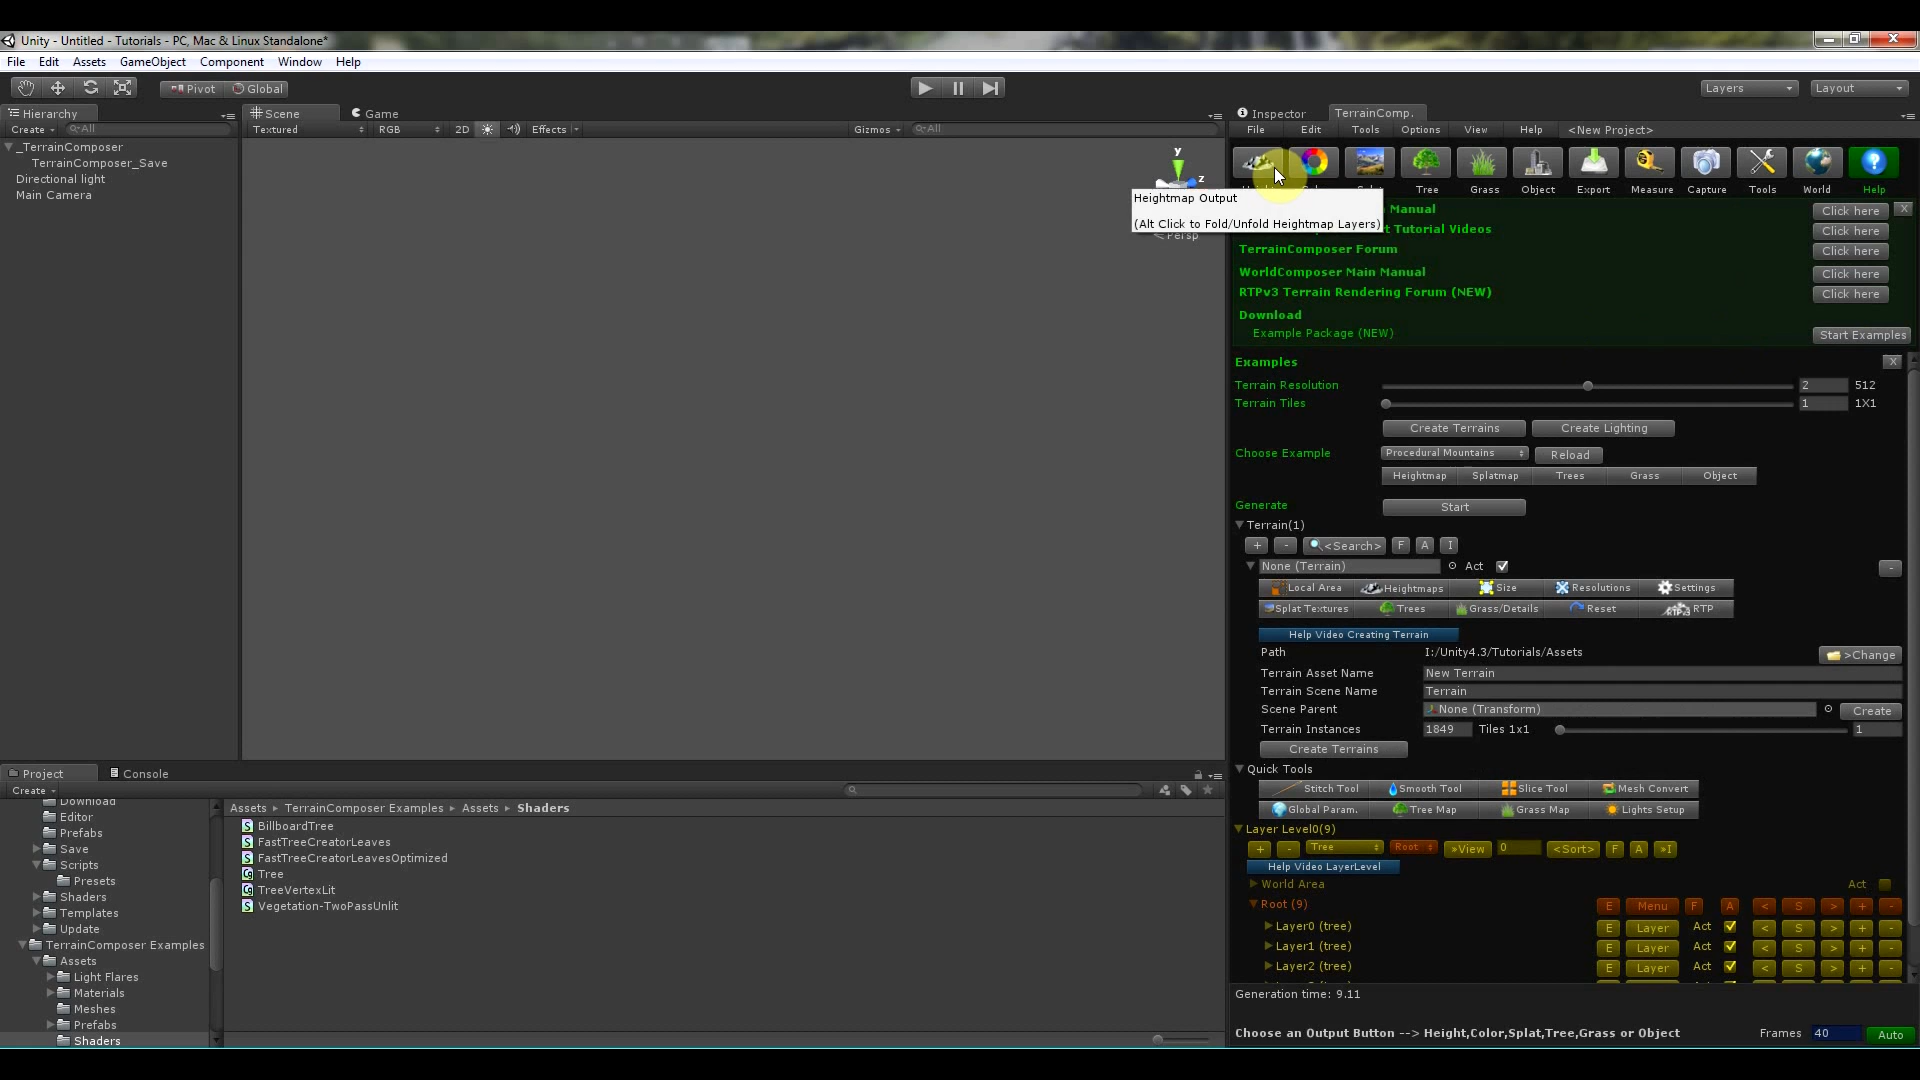 Unity - Untitled - Tutorials - PC, Mac & Linux Standalone*
File Edit Assets GameObject Component Window Help
Pivot Global Layers Layout
Hierarchy
Create All
_TerrainComposer
TerrainComposer_Save
Directional light
Main Camera
Scene Game
Textured RGB 2D Effects Gizmos All
y
z
Persp
Inspector TerrainComp.
File Edit Tools Options View Help <New Project>
Tree Grass Object Export Measure Capture Tools World Help
Heightmap Output
(Alt Click to Fold/Unfold Heightmap Layers)
Manual Click here X
Tutorial Videos Click here
TerrainComposer Forum Click here
WorldComposer Main Manual Click here
RTPv3 Terrain Rendering Forum (NEW) Click here
Download
Example Package (NEW) Start Examples
Examples X
Terrain Resolution 2 512
Terrain Tiles 1 1X1
Create Terrains Create Lighting
Choose Example Procedural Mountains Reload
Heightmap Splatmap Trees Grass Object
Generate Start
Terrain(1)
+ - <Search> F A I
None (Terrain) Act -
Local Area Heightmaps Size Resolutions Settings
Splat Textures Trees Grass/Details Reset RTP
Help Video Creating Terrain
Path I:/Unity4.3/Tutorials/Assets >Change
Terrain Asset Name New Terrain
Terrain Scene Name Terrain
Scene Parent None (Transform) Create
Terrain Instances 1849 Tiles 1x1 1
Create Terrains
Quick Tools
Stitch Tool Smooth Tool Slice Tool Mesh Convert
Global Param. Tree Map Grass Map Lights Setup
Layer Level0(9)
+ - Tree Root »View 0 <Sort> F A »I
Help Video LayerLevel
World Area Act
Root (9) E Menu F A < S > + -
Layer0 (tree) E Layer Act < S > + -
Layer1 (tree) E Layer Act < S > + -
Layer2 (tree) E Layer Act < S > + -
Generation time: 9.11
Choose an Output Button --> Height,Color,Splat,Tree,Grass or Object Frames 40 Auto
Project Console
Create
Download
Editor
Prefabs
Save
Scripts
Presets
Shaders
Templates
Update
TerrainComposer Examples
Assets
Light Flares
Materials
Meshes
Prefabs
Shaders
Assets TerrainComposer Examples Assets Shaders
BillboardTree
FastTreeCreatorLeaves
FastTreeCreatorLeavesOptimized
Tree
TreeVertexLit
Vegetation-TwoPassUnlit